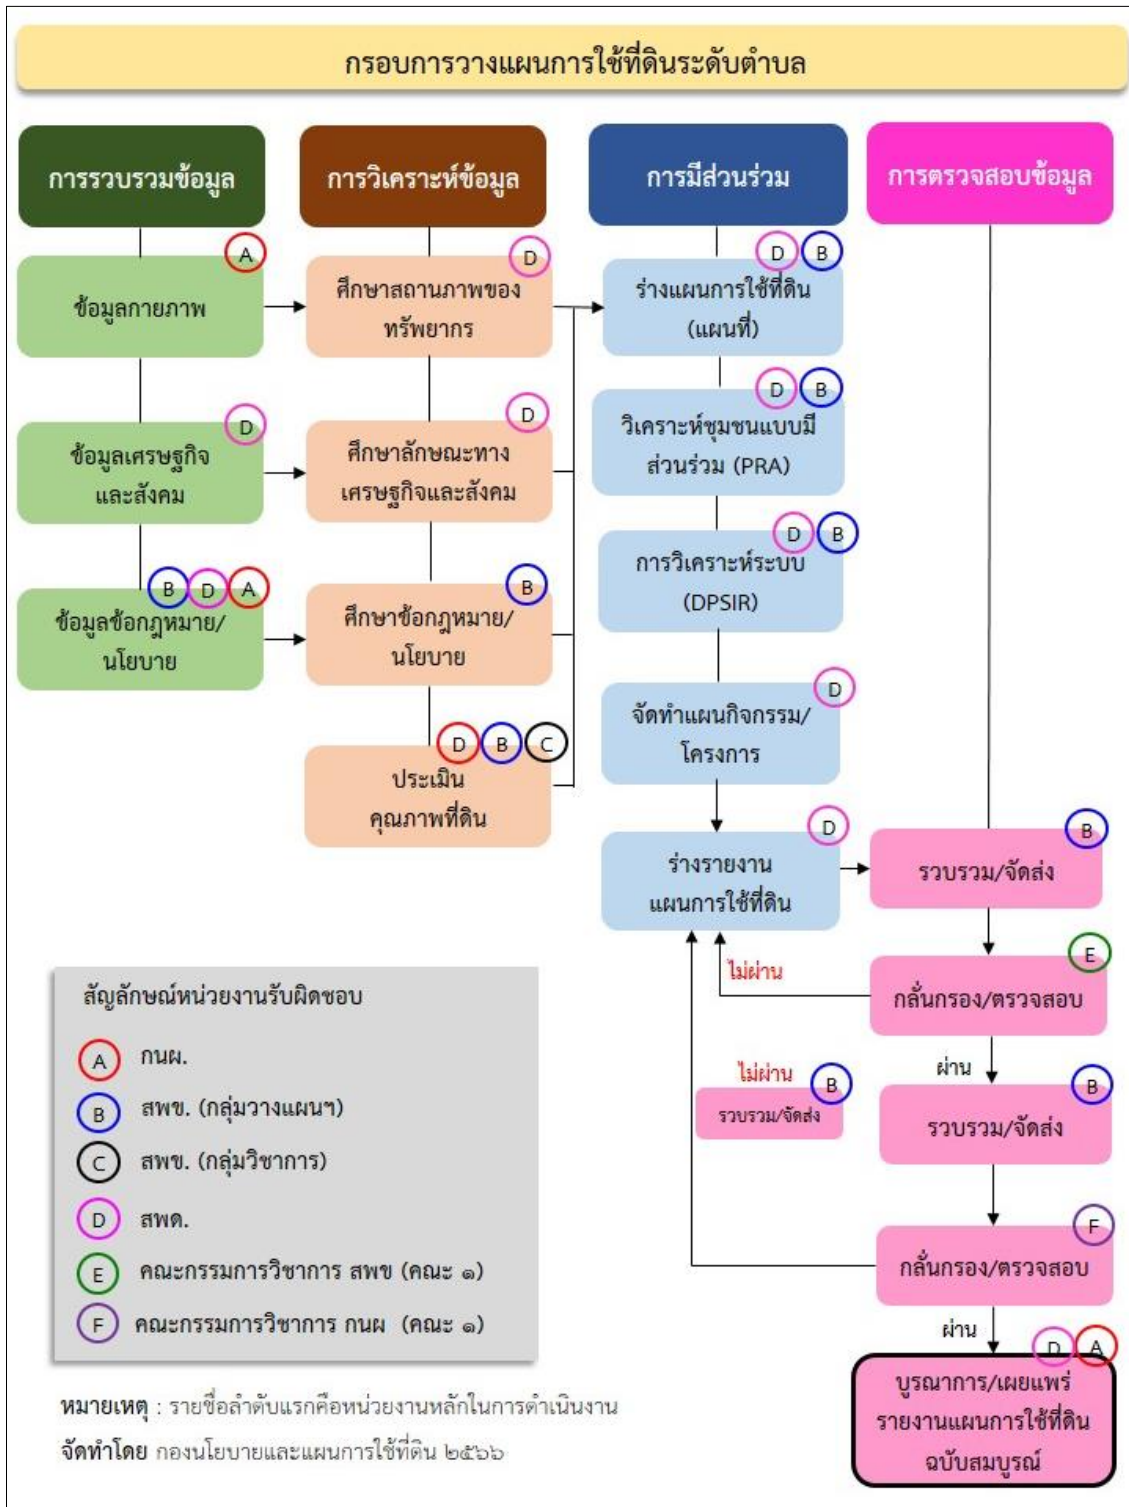 กรอบการวางแผนการใช้ที่ดินระดับตำบล
การรวบรวมข้อมูล
A
ข้อมูลกายภาพ
D
ข้อมูลเศรษฐกิจ
และสังคม
B D A
ข้อมูลข้อกฎหมาย/
นโยบาย
การวิเคราะห์ข้อมูล
D
ศึกษาสถานภาพของ
ทรัพยากร
D
ศึกษาลักษณะทาง
เศรษฐกิจและสังคม
B
ศึกษาข้อกฎหมาย/
นโยบาย
D B C
ประเมิน
คุณภาพที่ดิน
การมีส่วนร่วม
D B
ร่างแผนการใช้ที่ดิน
(แผนที่)
D B
วิเคราะห์ชุมชนแบบมี
ส่วนร่วม (PRA)
D B
การวิเคราะห์ระบบ
(DPSIR)
D
จัดทำแผนกิจกรรม/
โครงการ
D
ร่างรายงาน
แผนการใช้ที่ดิน
การตรวจสอบข้อมูล
B
รวบรวม/จัดส่ง
E
กลั่นกรอง/ตรวจสอบ
ไม่ผ่าน
ผ่าน
B
รวบรวม/จัดส่ง
ไม่ผ่าน
B
รวบรวม/จัดส่ง
F
กลั่นกรอง/ตรวจสอบ
ผ่าน
D A
บูรณาการ/เผยแพร่
รายงานแผนการใช้ที่ดิน
ฉบับสมบูรณ์
สัญลักษณ์หน่วยงานรับผิดชอบ
A กนผ.
B สพข. (กลุ่มวางแผนฯ)
C สพข. (กลุ่มวิชาการ)
D สพด.
E คณะกรรมการวิชาการ สพข (คณะ ๑)
F คณะกรรมการวิชาการ กนผ (คณะ ๑)
หมายเหตุ : รายชื่อลำดับแรกคือหน่วยงานหลักในการดำเนินงาน
จัดทำโดย กองนโยบายและแผนการใช้ที่ดิน ๒๕๖๖